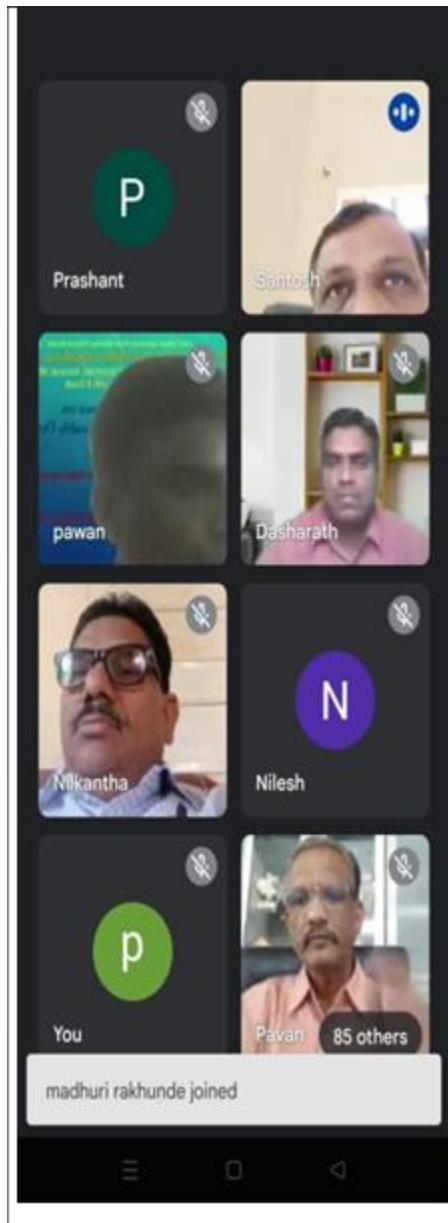 P
Prashant
Santosh
pawan
Dasharath
Nilkantha
N
Nilesh
p
You
Pavan
85 others
madhuri rakhunde joined